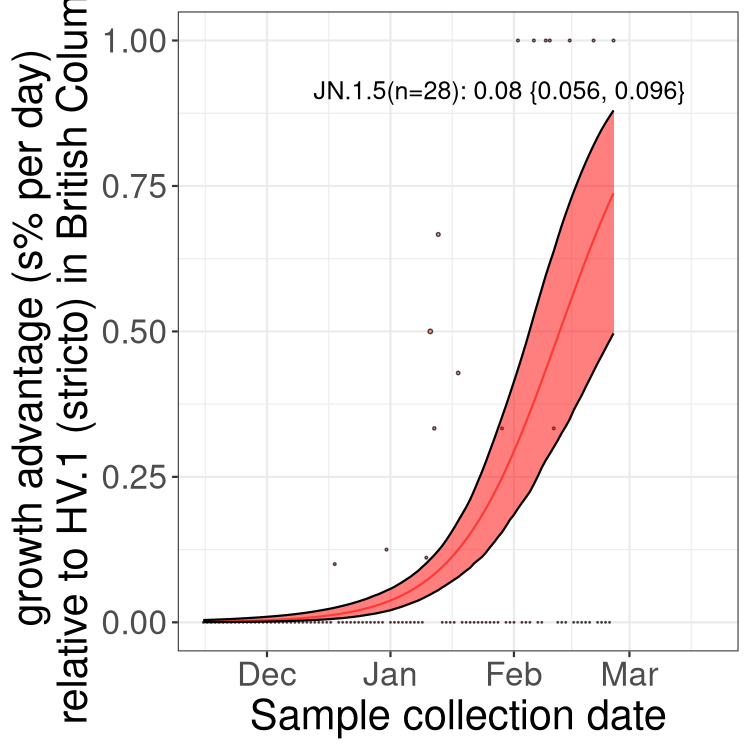 growth advantage (s% per day)
relative to HV.1 (stricto) in British Colum
1.00
0.75
0.50
0.25
0.00
JN.1.5(n=28): 0.08 {0.056, 0.096}
Dec Jan Feb Mar
Sample collection date